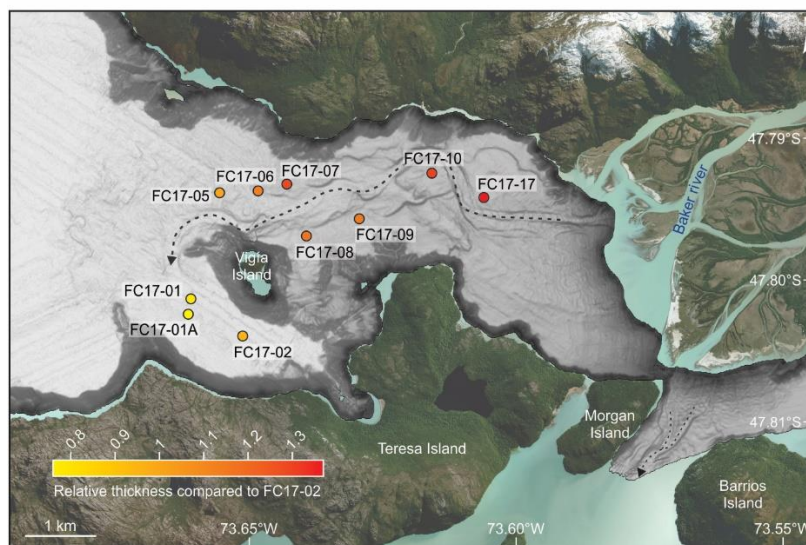 47.79°S
Baker river
FC17-10
FC17-07
FC17-06
FC17-05
FC17-17
FC17-09
FC17-08
Vigía
Island
47.80°S
FC17-01
FC17-01A
FC17-02
Morgan
Island
47.81°S
Teresa Island
0.8 0.9 1 1.1 1.2 1.3
Relative thickness compared to FC17-02
Barrios
Island
1 km
73.65°W 73.60°W 73.55°W